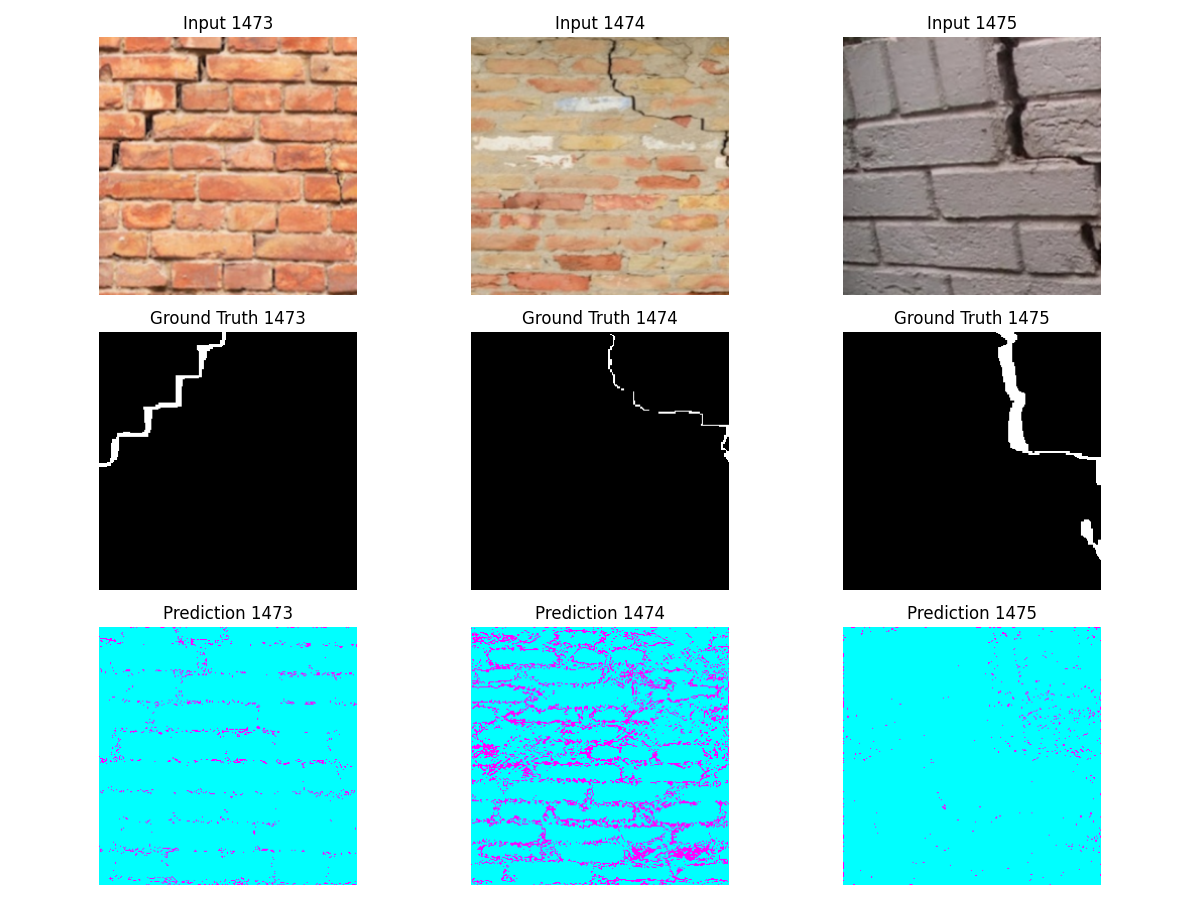 Input 1473
Input 1474
Input 1475
Ground Truth 1473
Ground Truth 1474
Ground Truth 1475
Prediction 1473
Prediction 1474
Prediction 1475